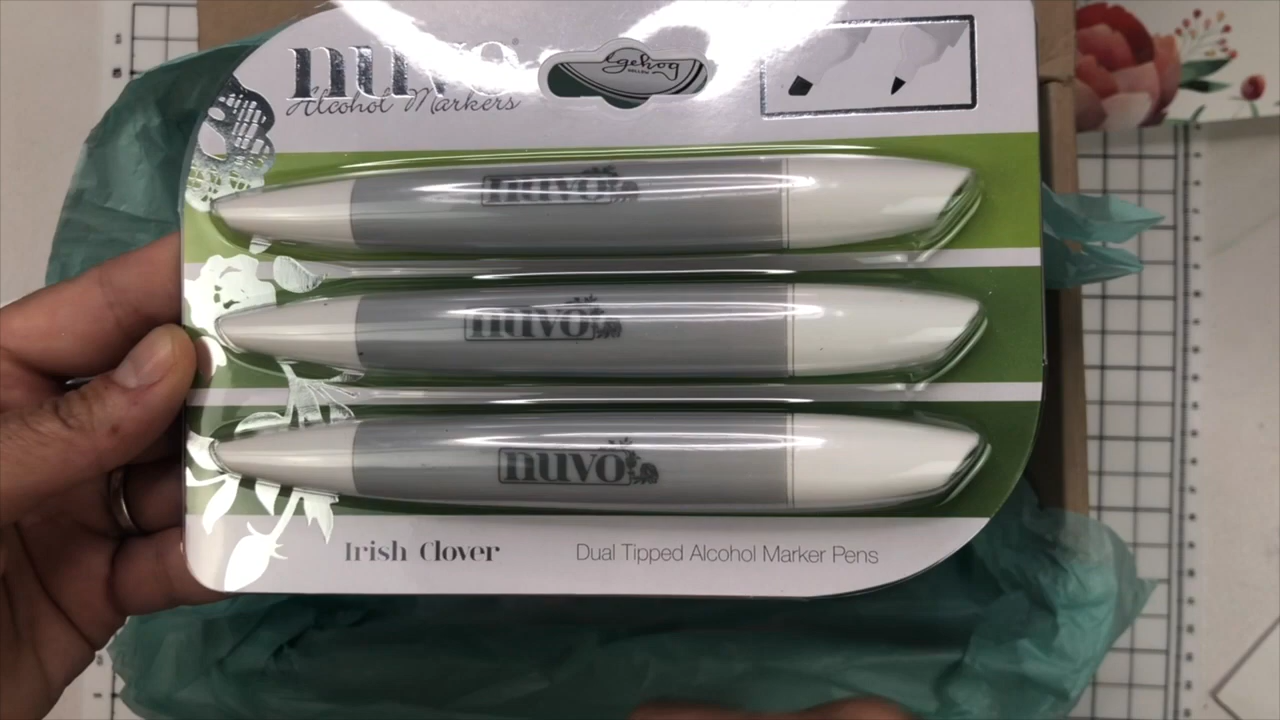 nuvo
Alcohol Markers
nuvo
nuvo
nuvo
Irish Clover
Dual Tipped Alcohol Marker Pens